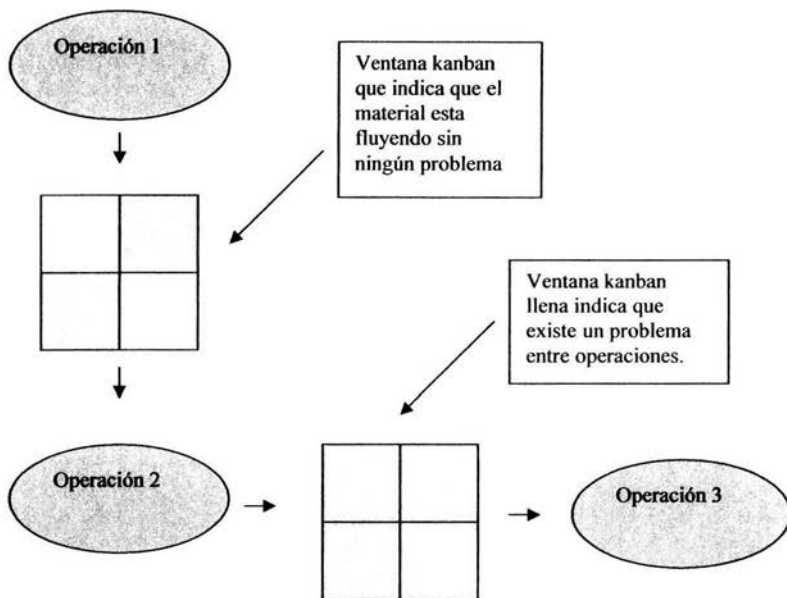 Operación 1
Ventana kanban
que indica que el
material esta
fluyendo sin
ningún problema
Ventana kanban
llena indica que
existe un problema
entre operaciones.
Operación 2
Operación 3